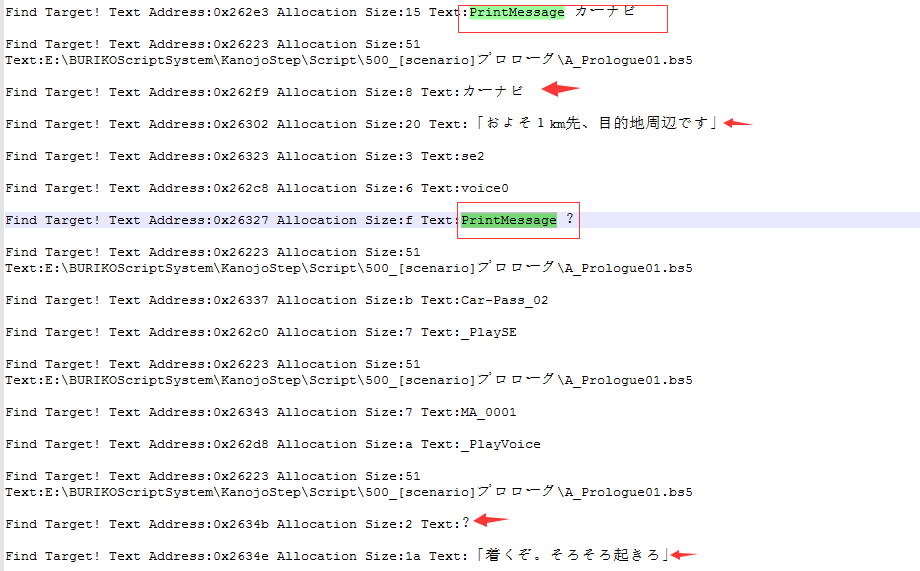 Find Target! Text Address:0x262e3 Allocation Size:15 Text:PrintMessage カーナビ
Find Target! Text Address:0x26223 Allocation Size:51
Text:E:\BURIKOScriptSystem\KanojoStep\Script\500_[scenario]プロローグ\A_Prologue01.bs5
Find Target! Text Address:0x262f9 Allocation Size:8 Text:カーナビ
Find Target! Text Address:0x26302 Allocation Size:20 Text:「およそ１㎞先、目的地周辺です」
Find Target! Text Address:0x26323 Allocation Size:3 Text:se2
Find Target! Text Address:0x262c8 Allocation Size:6 Text:voice0
Find Target! Text Address:0x26327 Allocation Size:f Text:PrintMessage ？
Find Target! Text Address:0x26223 Allocation Size:51
Text:E:\BURIKOScriptSystem\KanojoStep\Script\500_[scenario]プロローグ\A_Prologue01.bs5
Find Target! Text Address:0x26337 Allocation Size:b Text:Car-Pass_02
Find Target! Text Address:0x262c0 Allocation Size:7 Text:_PlaySE
Find Target! Text Address:0x26223 Allocation Size:51
Text:E:\BURIKOScriptSystem\KanojoStep\Script\500_[scenario]プロローグ\A_Prologue01.bs5
Find Target! Text Address:0x26343 Allocation Size:7 Text:MA_0001
Find Target! Text Address:0x262d8 Allocation Size:a Text:_PlayVoice
Find Target! Text Address:0x26223 Allocation Size:51
Text:E:\BURIKOScriptSystem\KanojoStep\Script\500_[scenario]プロローグ\A_Prologue01.bs5
Find Target! Text Address:0x2634b Allocation Size:2 Text:？
Find Target! Text Address:0x2634e Allocation Size:1a Text:「着くぞ。そろそろ起きろ」